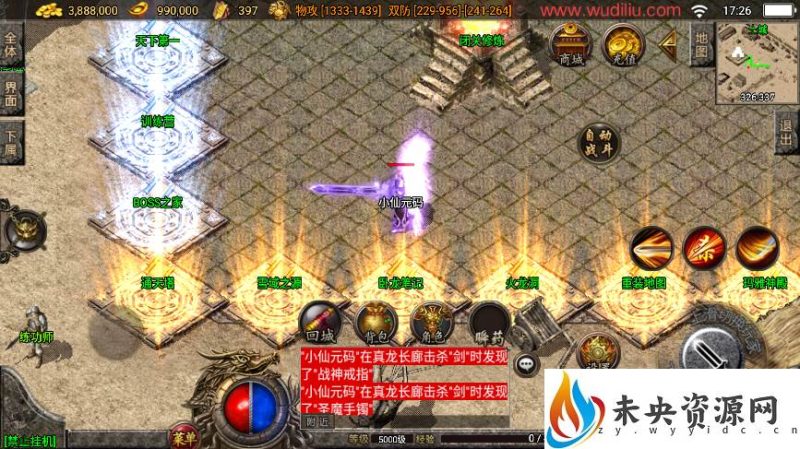 3,888,000
990,000
397
物攻 [1333-1439] 双防 [229-956]-[241-264]
www.wudiliu.com
17:26
全体
界面
下属
天下第一
闭关修炼
商城
充值
地图
土城
326,337
训练营
自动
战斗
退出
BOSS之家
小仙元码
通天塔
雪域之源
卧龙笔记
火龙洞
重装地图
玛雅神殿
练功师
回城
背包
角色
瞬药
设置
"小仙元码"在真龙长廊击杀"剑"时发现
了"战神戒指"
"小仙元码"在真龙长廊击杀"剑"时发现
了"圣魔手镯"
附近
[禁止挂机]
菜单
等级 5000级 经验
0/
未央资源网
zy.wyyidc.cn